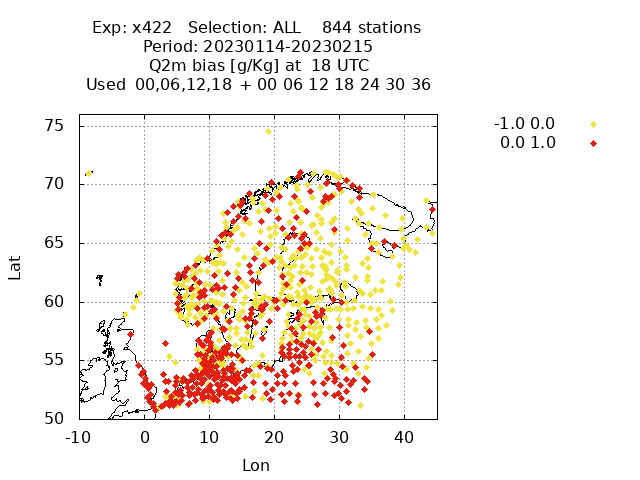 Exp: x422 Selection: ALL 844 stations
Period: 20230114-20230215
Q2m bias [g/Kg] at 18 UTC
Used 00,06,12,18 + 00 06 12 18 24 30 36
-1.0 0.0
0.0 1.0
75
70
65
60
55
50
Lat
-10 0 10 20 30 40
Lon